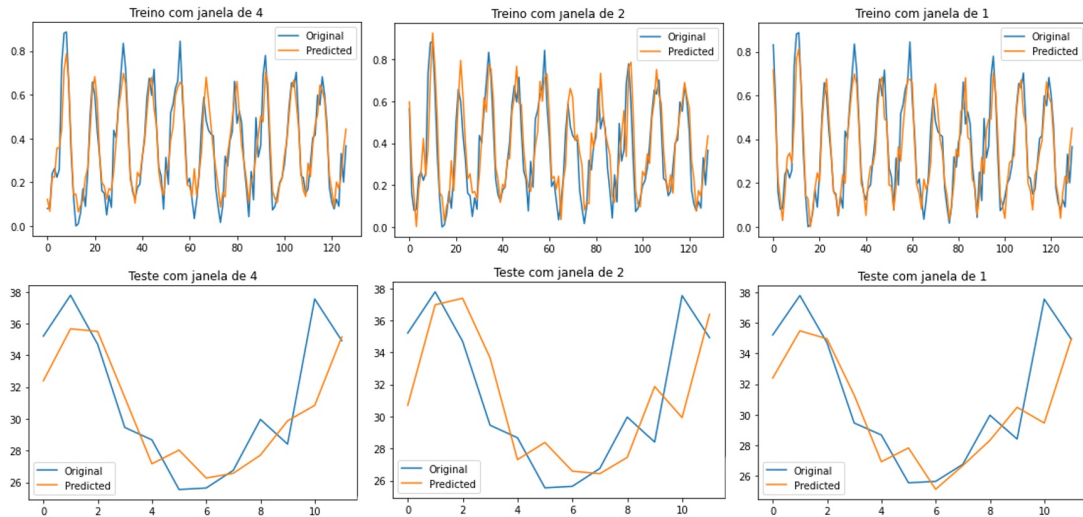 Treino com janela de 4
Original
Predicted
0.8
0.6
0.4
0.2
0.0
0 20 40 60 80 100 120
Treino com janela de 2
Original
Predicted
0.8
0.6
0.4
0.2
0.0
0 20 40 60 80 100 120
Treino com janela de 1
Original
Predicted
0.8
0.6
0.4
0.2
0.0
0 20 40 60 80 100 120
Teste com janela de 4
38
36
34
32
30
28
26
Original
Predicted
0 2 4 6 8 10
Teste com janela de 2
38
36
34
32
30
28
26
Original
Predicted
0 2 4 6 8 10
Teste com janela de 1
38
36
34
32
30
28
26
Original
Predicted
0 2 4 6 8 10